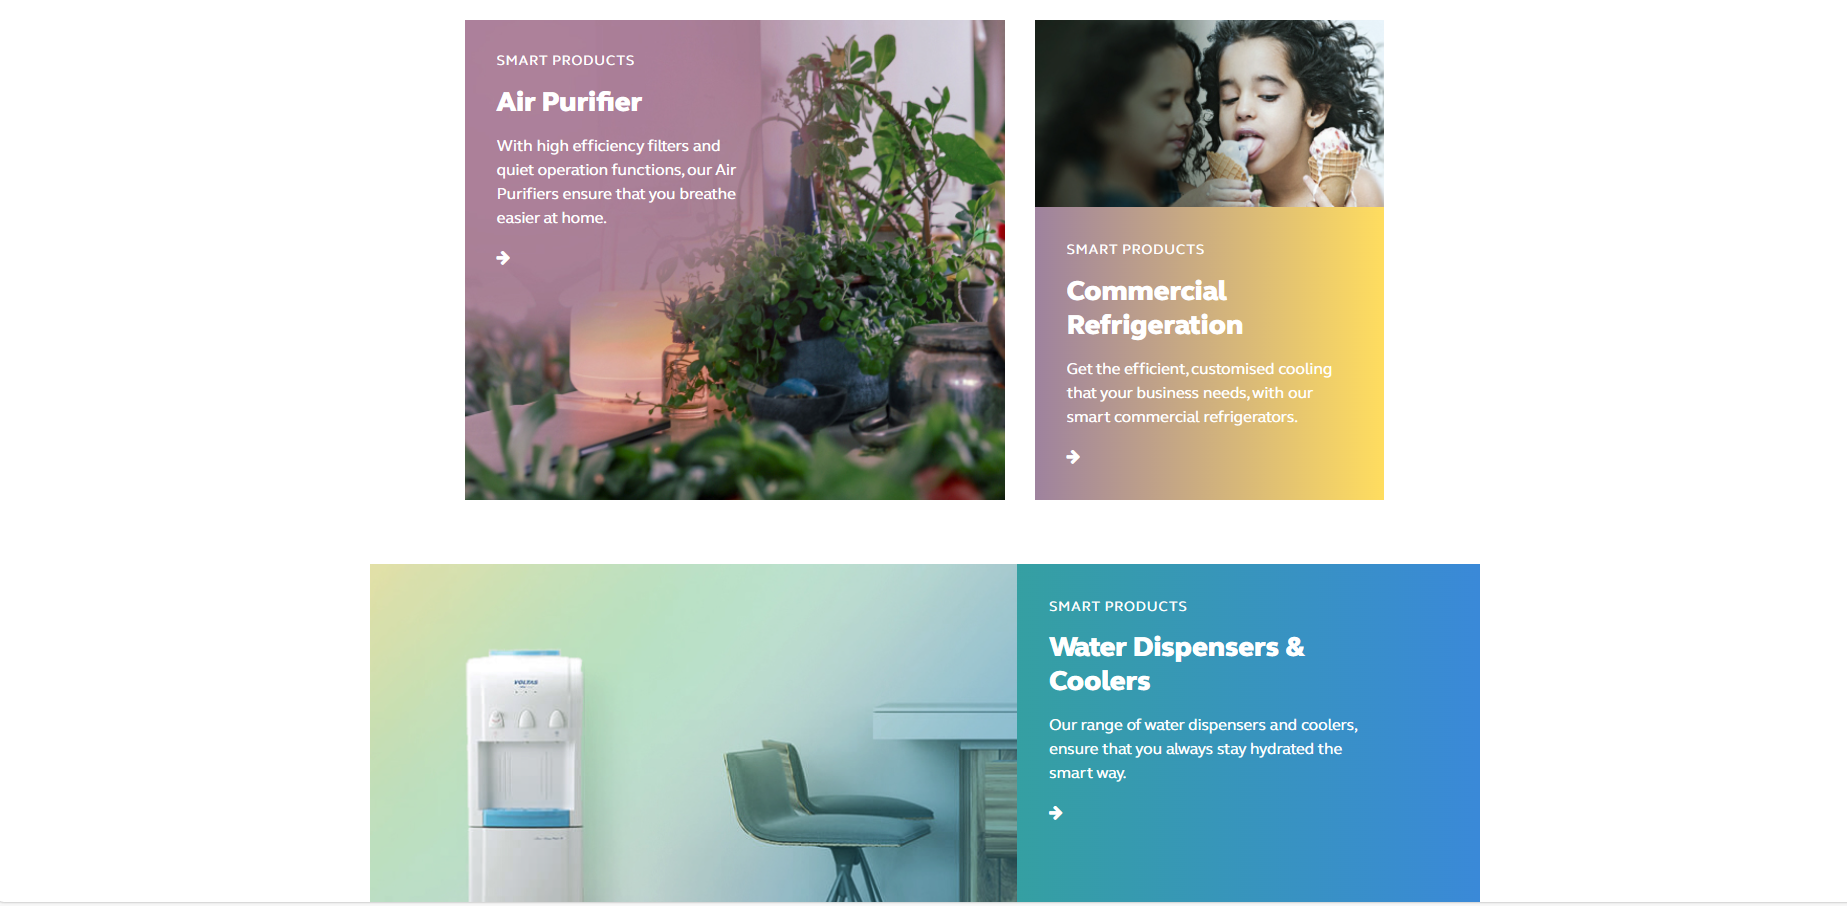 SMART PRODUCTS
Air Purifier
With high efficiency filters and
quiet operation functions, our Air
Purifiers ensure that you breathe
easier at home.
SMART PRODUCTS
Commercial
Refrigeration
Get the efficient, customised cooling
that your business needs, with our
smart commercial refrigerators.
VOLTAS
SMART PRODUCTS
Water Dispensers &
Coolers
Our range of water dispensers and coolers,
ensure that you always stay hydrated the
smart way.